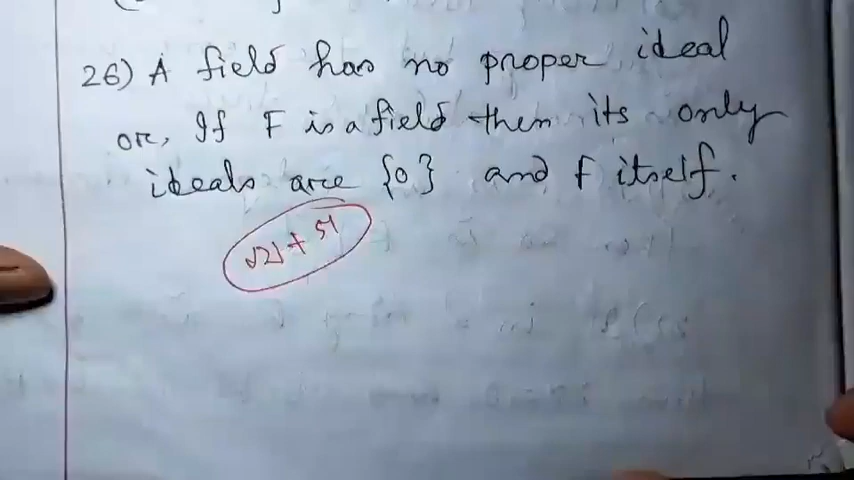 26) A field has no proper ideal
or, If F is a field then its only
ideals are {0} and F itself.